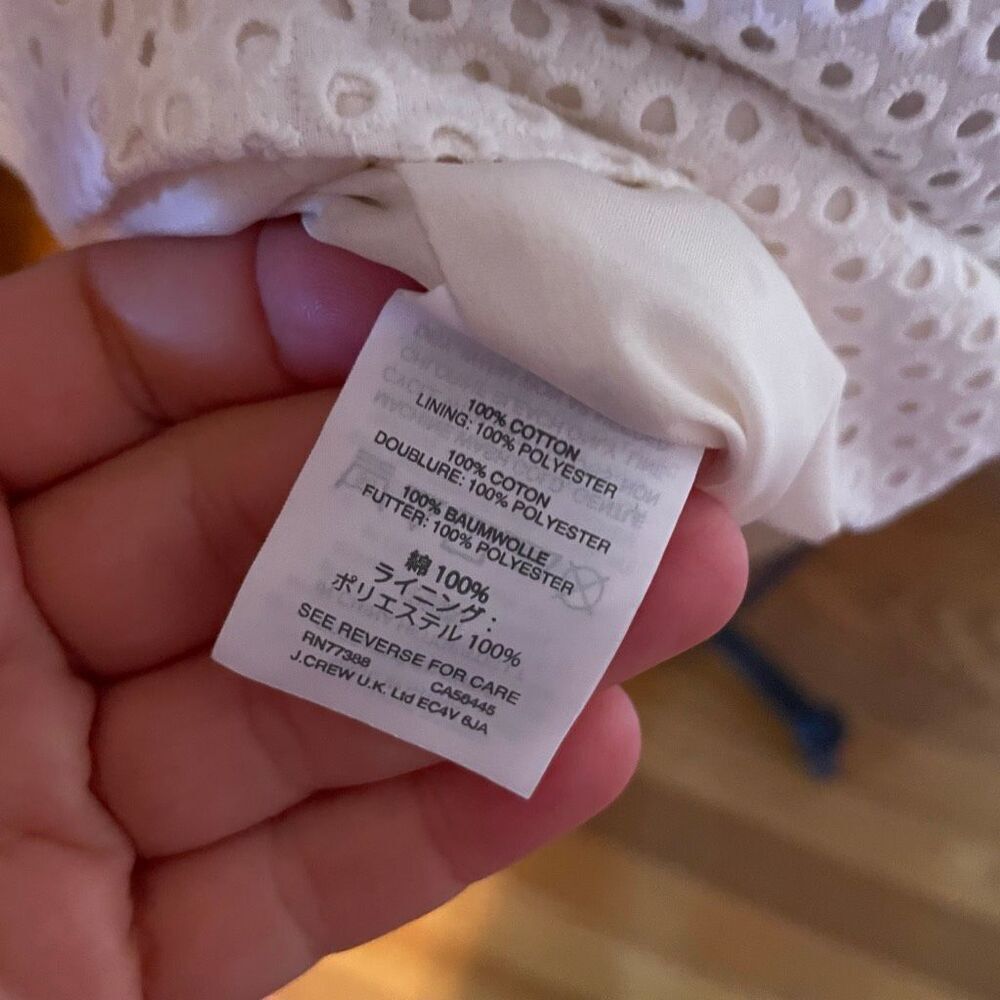 100% COTTON
LINING: 100% POLYESTER
100% COTON
DOUBLURE: 100% POLYESTER
100% BAUMWOLLE
FUTTER: 100% POLYESTER
綿 100%
ライニング:
ポリエステル 100%
SEE REVERSE FOR CARE
RN77388 CA56445
J.CREW U.K. Ltd EC4V 6JA